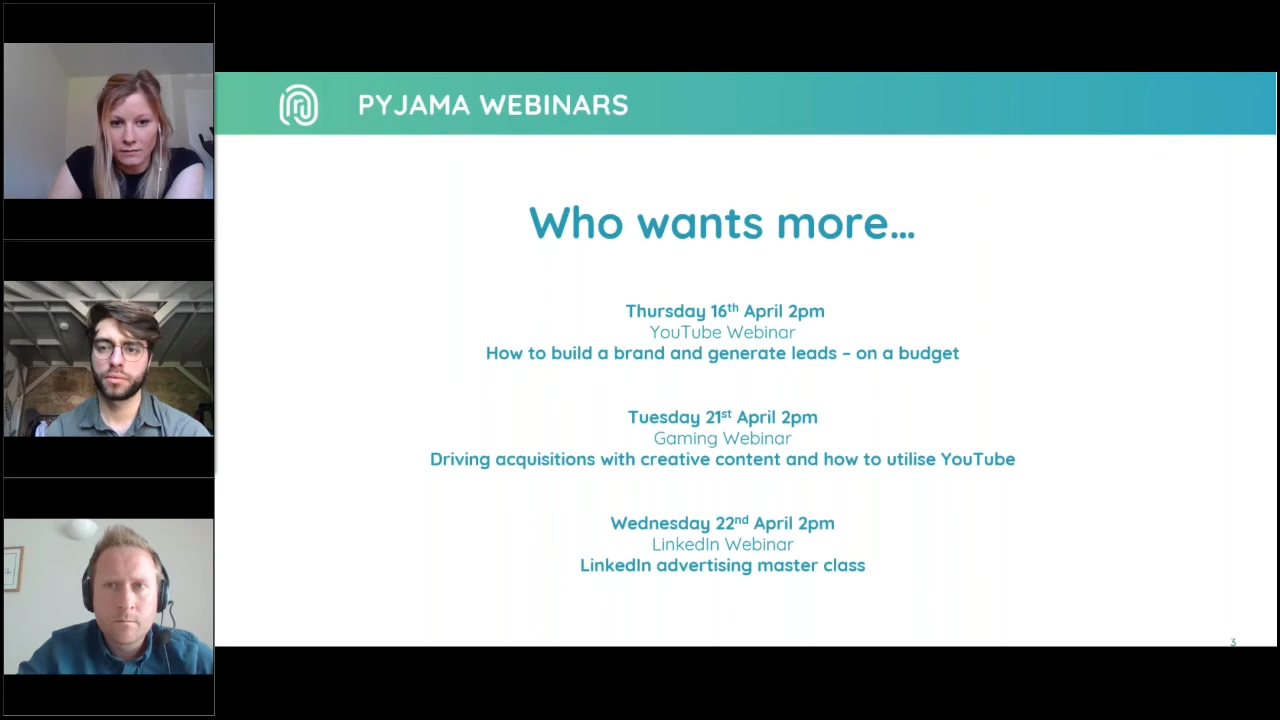 PYJAMA WEBINARS
Who wants more…
Thursday 16th April 2pm
YouTube Webinar
How to build a brand and generate leads – on a budget
Tuesday 21st April 2pm
Gaming Webinar
Driving acquisitions with creative content and how to utilise YouTube
Wednesday 22nd April 2pm
LinkedIn Webinar
LinkedIn advertising master class
3